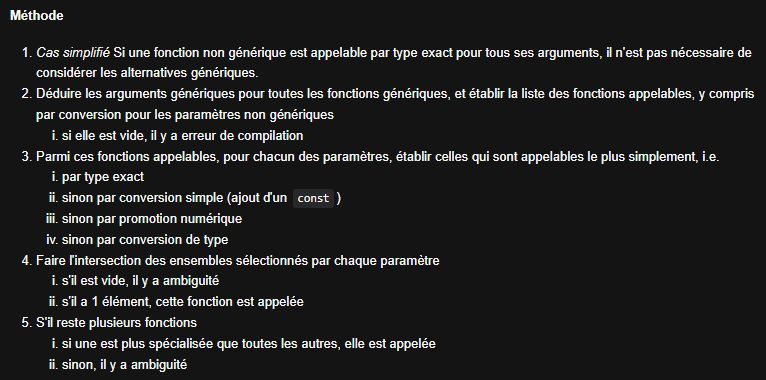 Méthode
1. Cas simplifié Si une fonction non générique est appelable par type exact pour tous ses arguments, il n'est pas nécessaire de
considérer les alternatives génériques.
2. Déduire les arguments génériques pour toutes les fonctions génériques, et établir la liste des fonctions appelables, y compris
par conversion pour les paramètres non génériques
i. si elle est vide, il y a erreur de compilation
3. Parmi ces fonctions appelables, pour chacun des paramètres, établir celles qui sont appelables le plus simplement, i.e.
i. par type exact
ii. sinon par conversion simple (ajout d'un const )
iii. sinon par promotion numérique
iv. sinon par conversion de type
4. Faire l'intersection des ensembles sélectionnés par chaque paramètre
i. s'il est vide, il y a ambiguité
ii. s'il a 1 élément, cette fonction est appelée
5. S'il reste plusieurs fonctions
i. si une est plus spécialisée que toutes les autres, elle est appelée
ii. sinon, il y a ambiguité